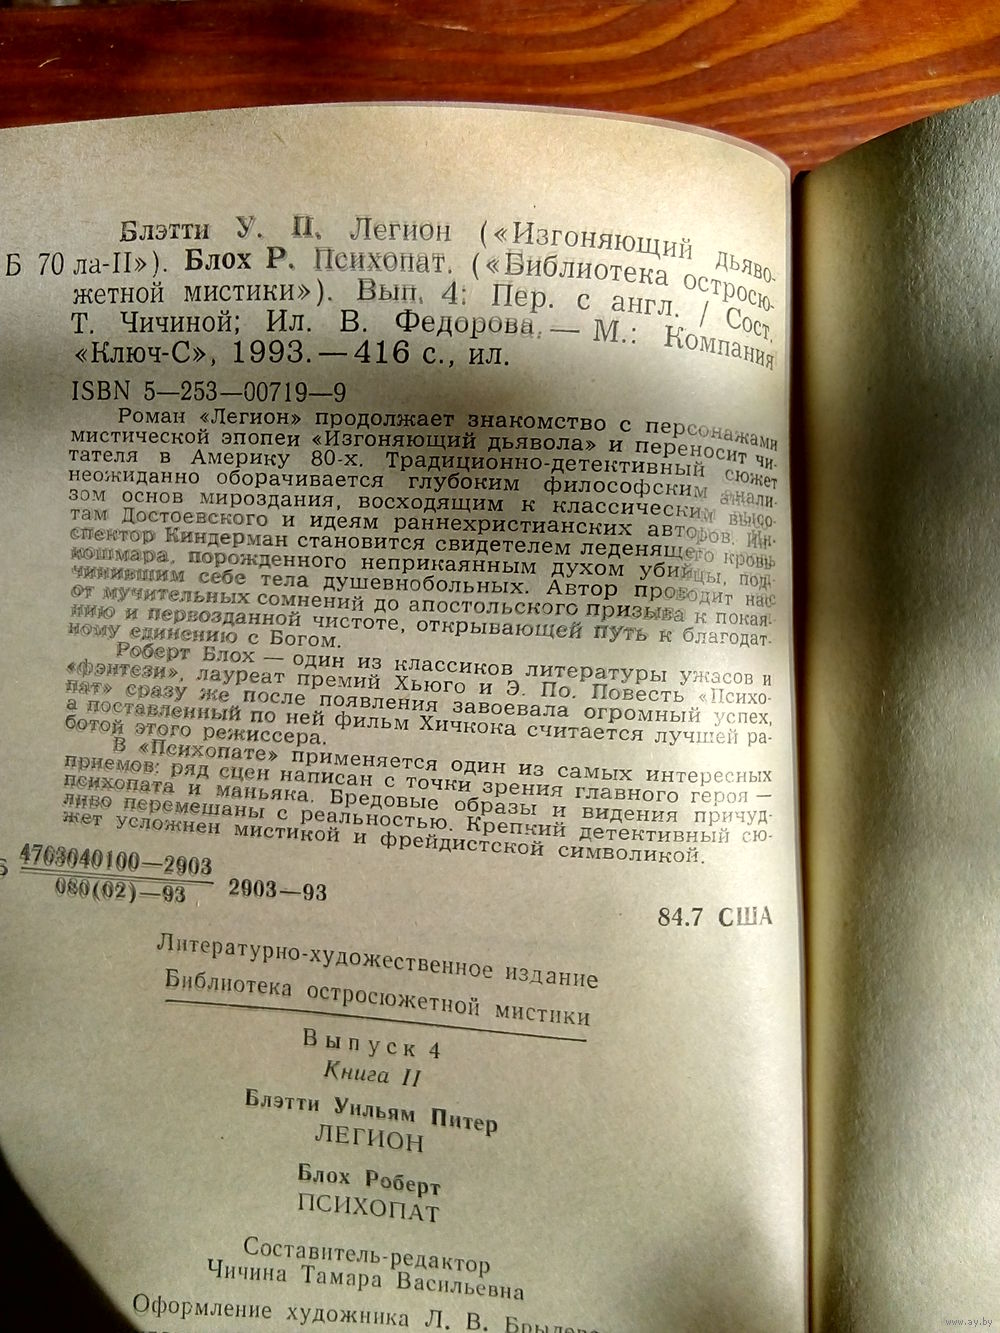 Блэтти У. П. Легион («Изгоняющий дьяво-
Б 70 ла-II»). Блох Р. Психопат. («Библиотека остросю-
жетной мистики»). Вып. 4: Пер. с англ. / Сост.
Т. Чичиной; Ил. В. Федорова. — М.: Компания
«Ключ-С», 1993. — 416 с., ил.
ISBN 5—253—00719—9
Роман «Легион» продолжает знакомство с персонажами
мистической эпопеи «Изгоняющий дьявола» и переносит чи-
тателя в Америку 80-х. Традиционно-детективный сюжет
неожиданно оборачивается глубоким философским анали-
зом основ мироздания, восходящим к классическим высо-
там Достоевского и идеям раннехристианских авторов. Ин-
спектор Киндерман становится свидетелем леденящего кровь
кошмара, порожденного неприкаянным духом убийцы, под-
чинившим себе тела душевнобольных. Автор проводит нас
от мучительных сомнений до апостольского призыва к покая-
нию и первозданной чистоте, открывающей путь к благодат-
ному единению с Богом.
Роберт Блох — один из классиков литературы ужасов и
«фэнтези», лауреат премий Хьюго и Э. По. Повесть «Психо-
пат» сразу же после появления завоевала огромный успех,
а поставленный по ней фильм Хичкока считается лучшей ра-
ботой этого режиссера.
В «Психопате» применяется один из самых интересных
приемов: ряд сцен написан с точки зрения главного героя —
психопата и маньяка. Бредовые образы и видения причуд-
ливо перемешаны с реальностью. Крепкий детективный сю-
жет усложнен мистикой и фрейдистской символикой.
Б 4703040100—2903
080(02)—93 2903—93
84.7 США
Литературно-художественное издание
Библиотека остросюжетной мистики
Выпуск 4
Книга II
Блэтти Уильям Питер
ЛЕГИОН
Блох Роберт
ПСИХОПАТ
Составитель-редактор
Чичина Тамара Васильевна
Оформление художника Л. В. Брылева
www.ay.by